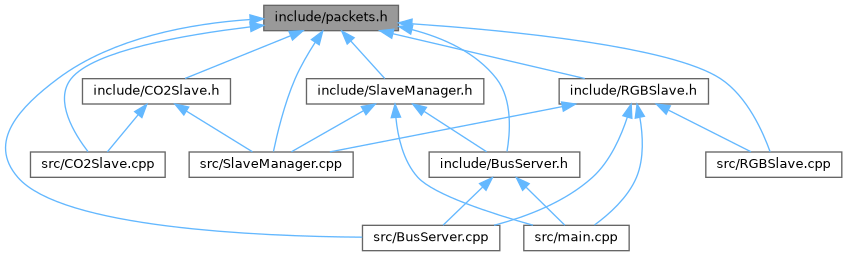 include/packets.h
include/CO2Slave.h
include/SlaveManager.h
include/RGBSlave.h
src/CO2Slave.cpp
src/SlaveManager.cpp
include/BusServer.h
src/RGBSlave.cpp
src/BusServer.cpp
src/main.cpp